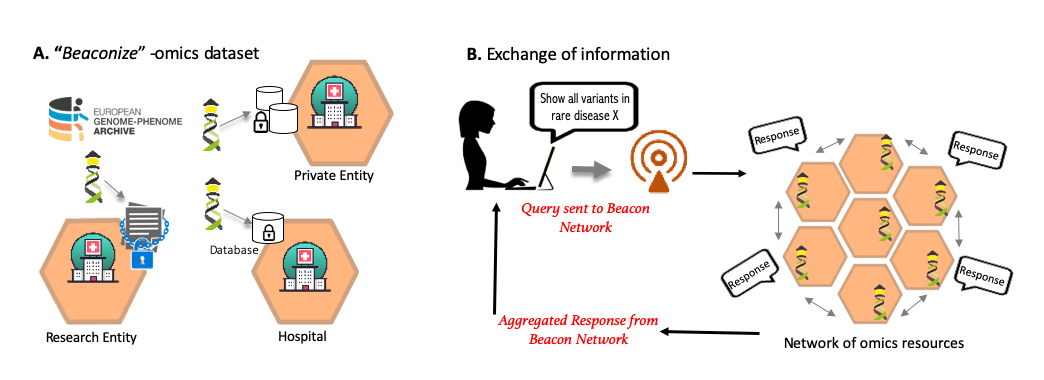 A. “Beaconize” -omics dataset
EUROPEAN
GENOME-PHENOME
ARCHIVE
Private Entity
Database
Research Entity
Hospital
B. Exchange of information
Show all variants in
rare disease X
Query sent to Beacon
Network
Response
Response
Response
Response
Aggregated Response from
Beacon Network
Network of omics resources